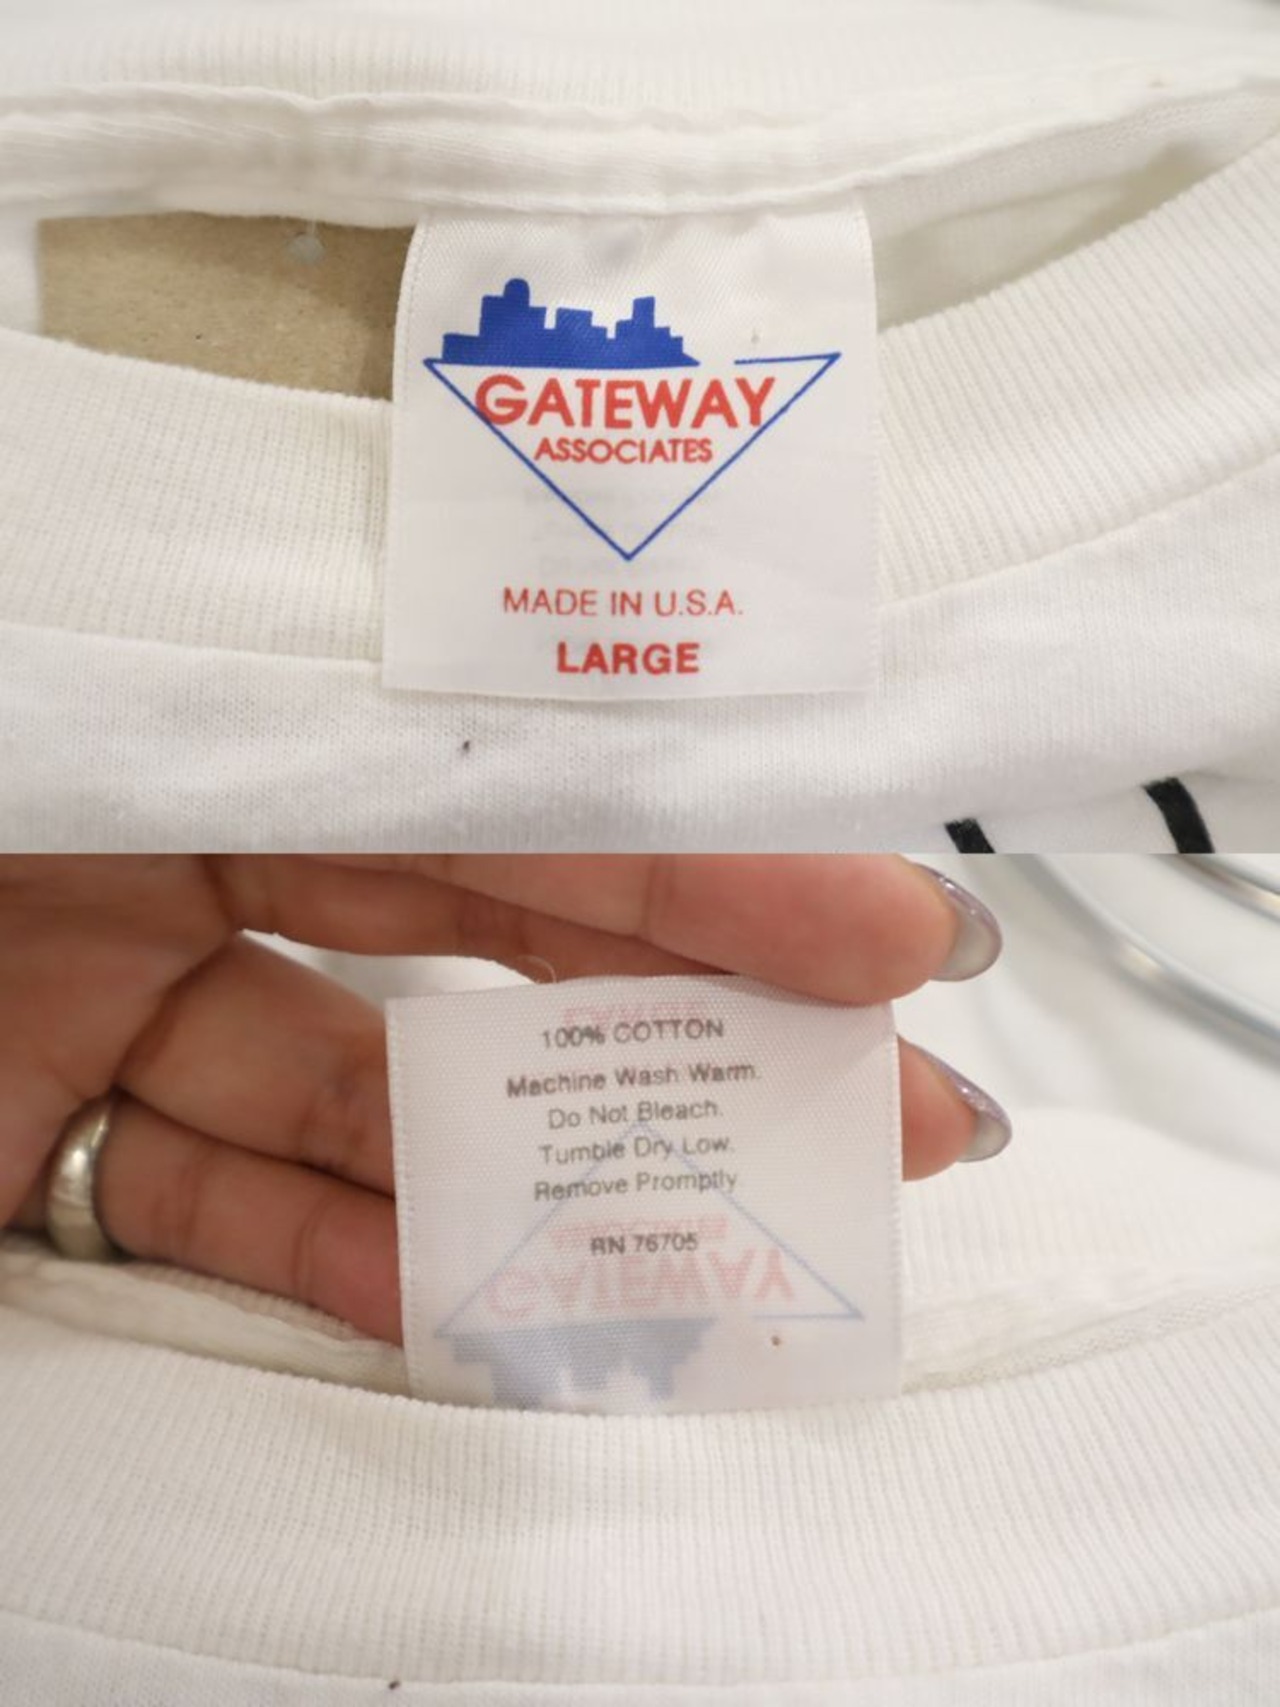 GATEWAY
ASSOCIATES
MADE IN U.S.A.
LARGE
100% COTTON
Machine Wash Warm.
Do Not Bleach.
Tumble Dry Low.
Remove Promptly
RN 76705